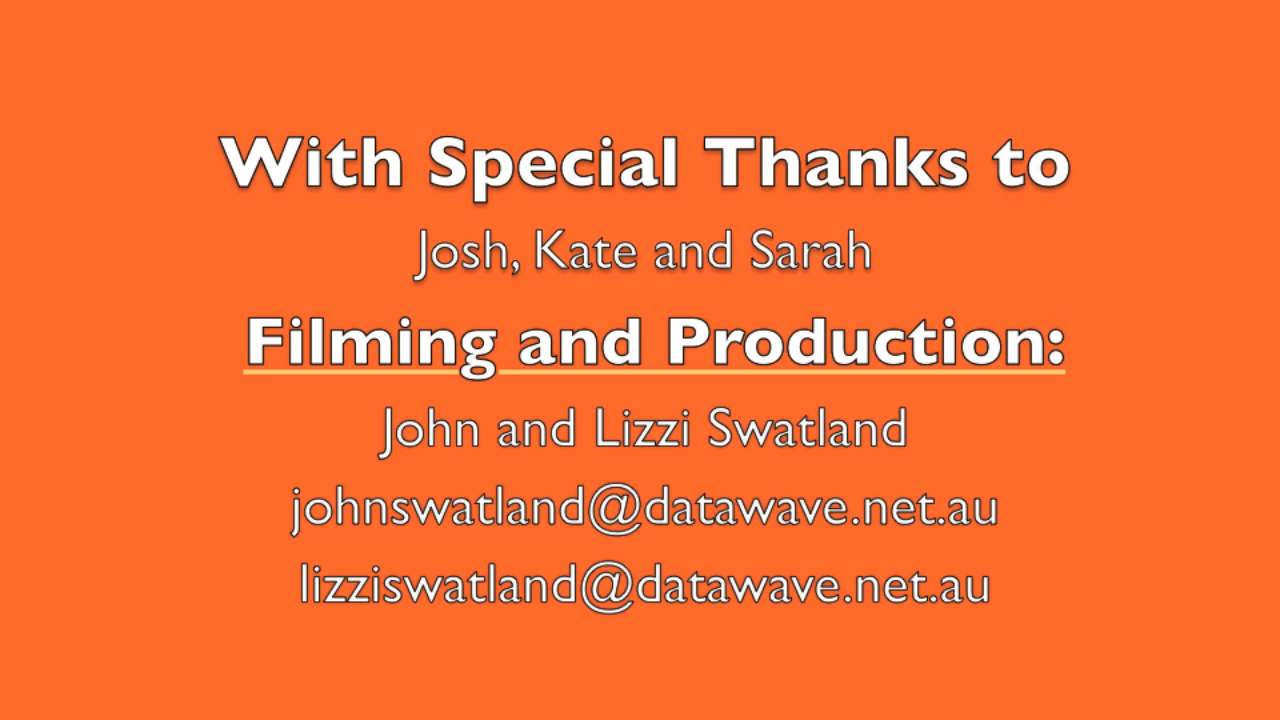 With Special Thanks to
Josh, Kate and Sarah
Filming and Production:
John and Lizzi Swatland
johnswatland@datawave.net.au
lizziswatland@datawave.net.au